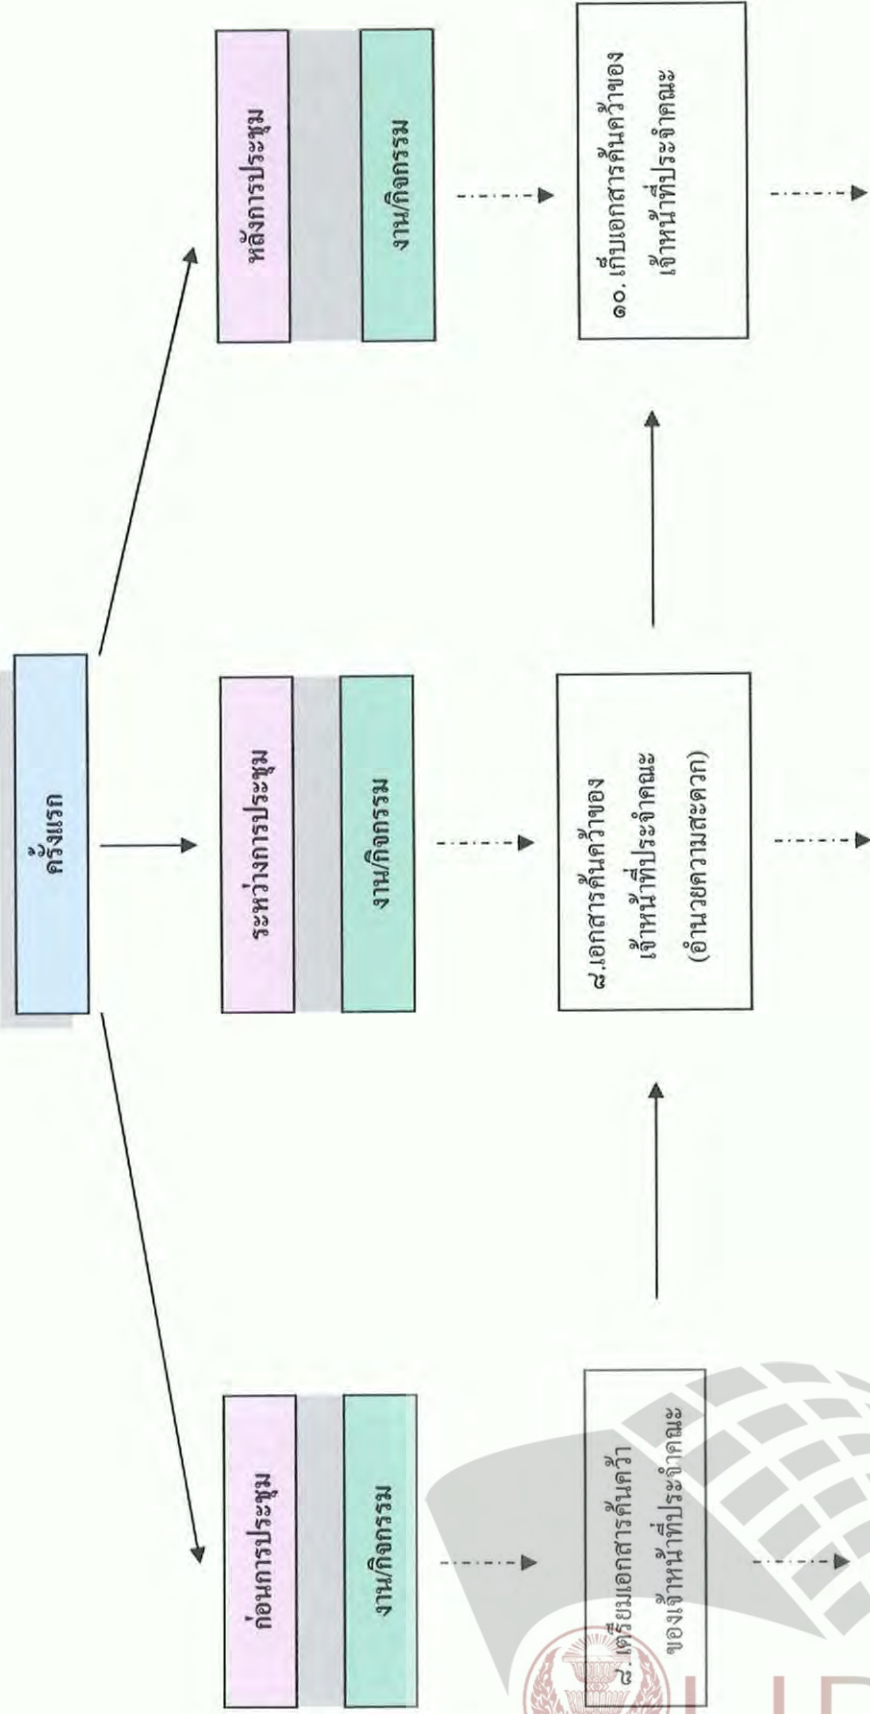 ครั้งแรก
ก่อนการประชุม
ระหว่างการประชุม
หลังการประชุม
งาน/กิจกรรม
งาน/กิจกรรม
งาน/กิจกรรม
๘. เตรียมเอกสารค้นคว้า
ของเจ้าหน้าที่ประจำคณะ
๘.เอกสารค้นคว้าของ
เจ้าหน้าที่ประจำคณะ
(อำนวยความสะดวก)
๑๐. เก็บเอกสารค้นคว้าของ
เจ้าหน้าที่ประจำคณะ